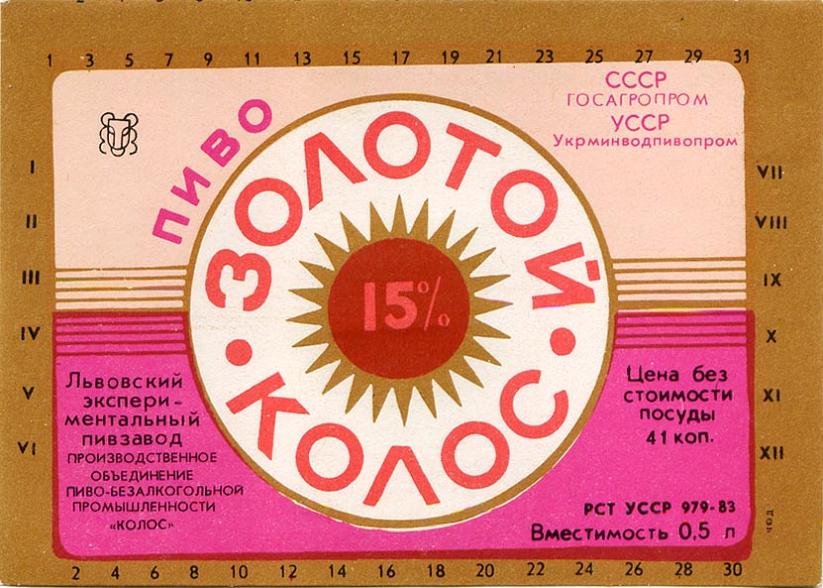 1 3 5 7 9 11 13 15 17 19 21 23 25 27 29 31
СССР
ГОСАГРОПРОМ
УССР
Укрминводпивопром
ПИВО
ЗОЛОТОЙ
15%
• КОЛОС •
I
II
III
IV
V
VI
VII
VIII
IX
X
XI
XII
Львовский
экспери-
ментальный
пивзавод
ПРОИЗВОДСТВЕННОЕ
ОБЪЕДИНЕНИЕ
ПИВО-БЕЗАЛКОГОЛЬНОЙ
ПРОМЫШЛЕННОСТИ
«КОЛОС»
Цена без
стоимости
посуды
41 коп.
РСТ УССР 979-83
Вместимость 0,5 л
2 4 6 8 10 12 14 16 18 20 22 24 26 28 30